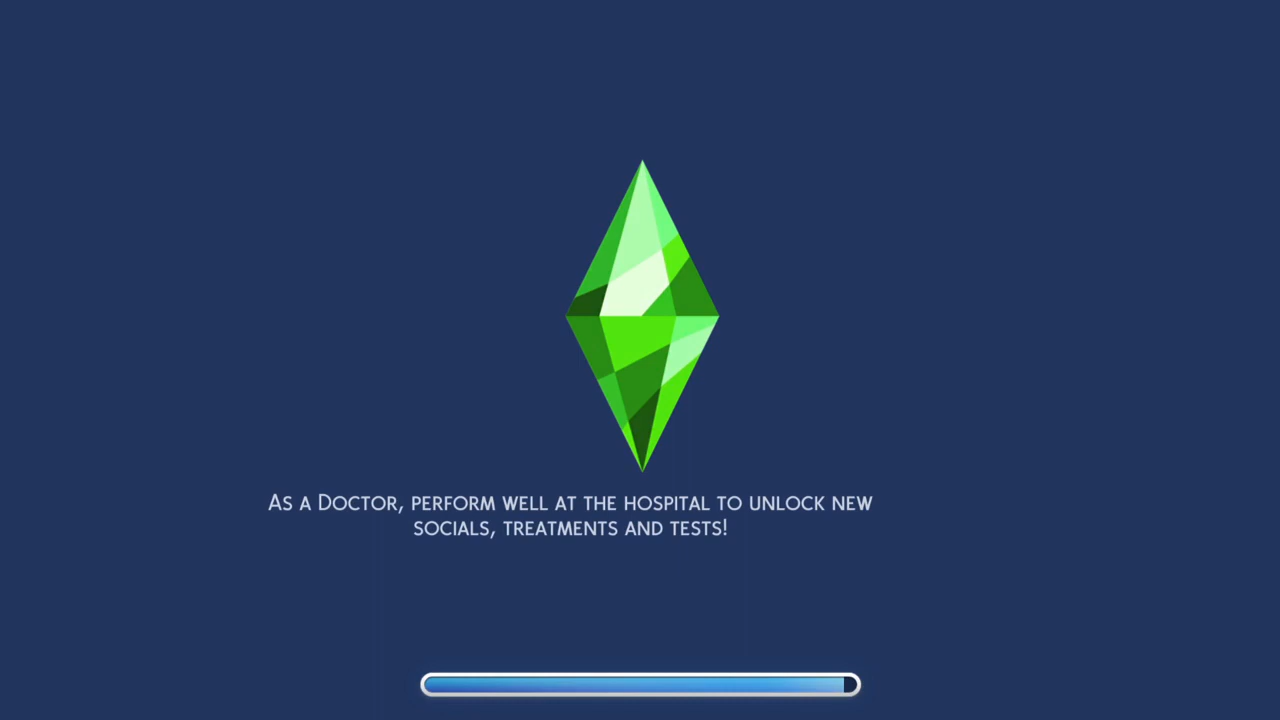 As a Doctor, perform well at the hospital to unlock new
socials, treatments and tests!